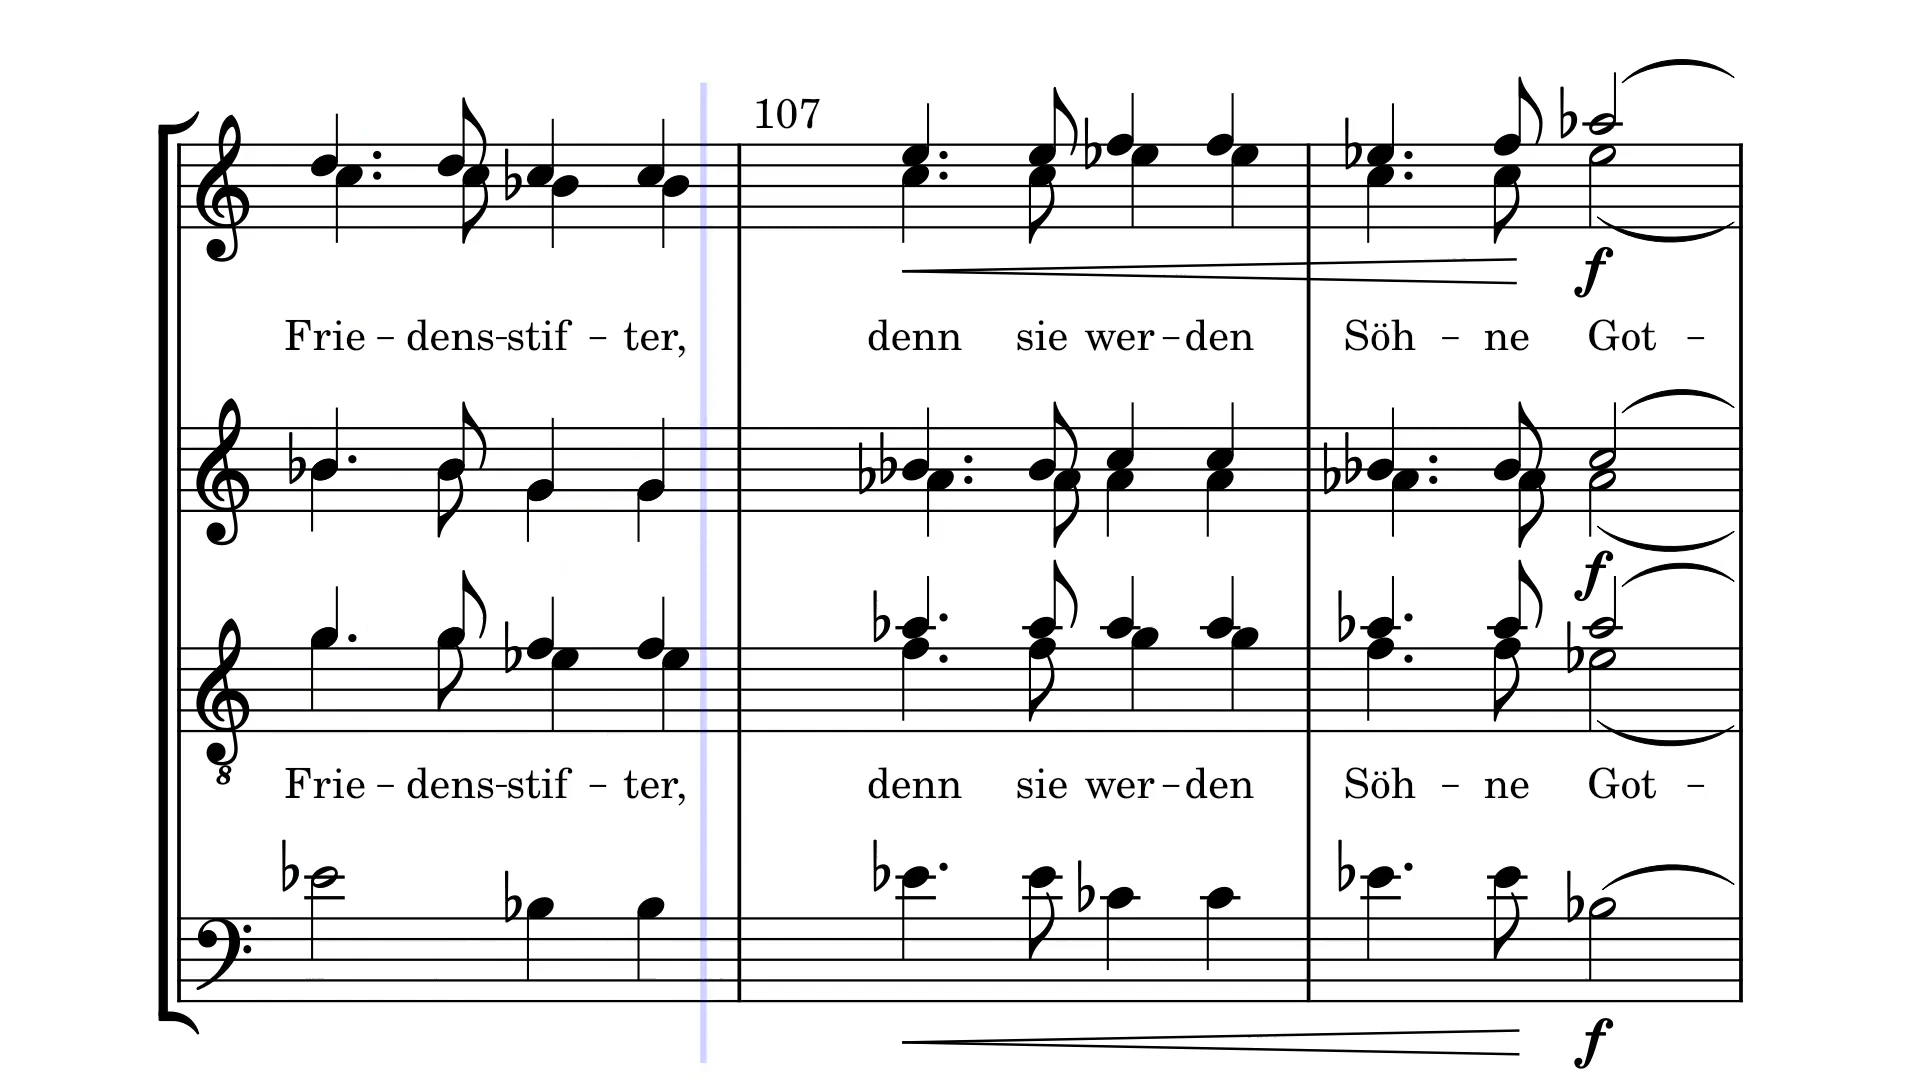 107
f
Frie – dens-stif – ter, denn sie wer–den Söh – ne Got –
f
8
Frie – dens-stif – ter, denn sie wer–den Söh – ne Got –
f